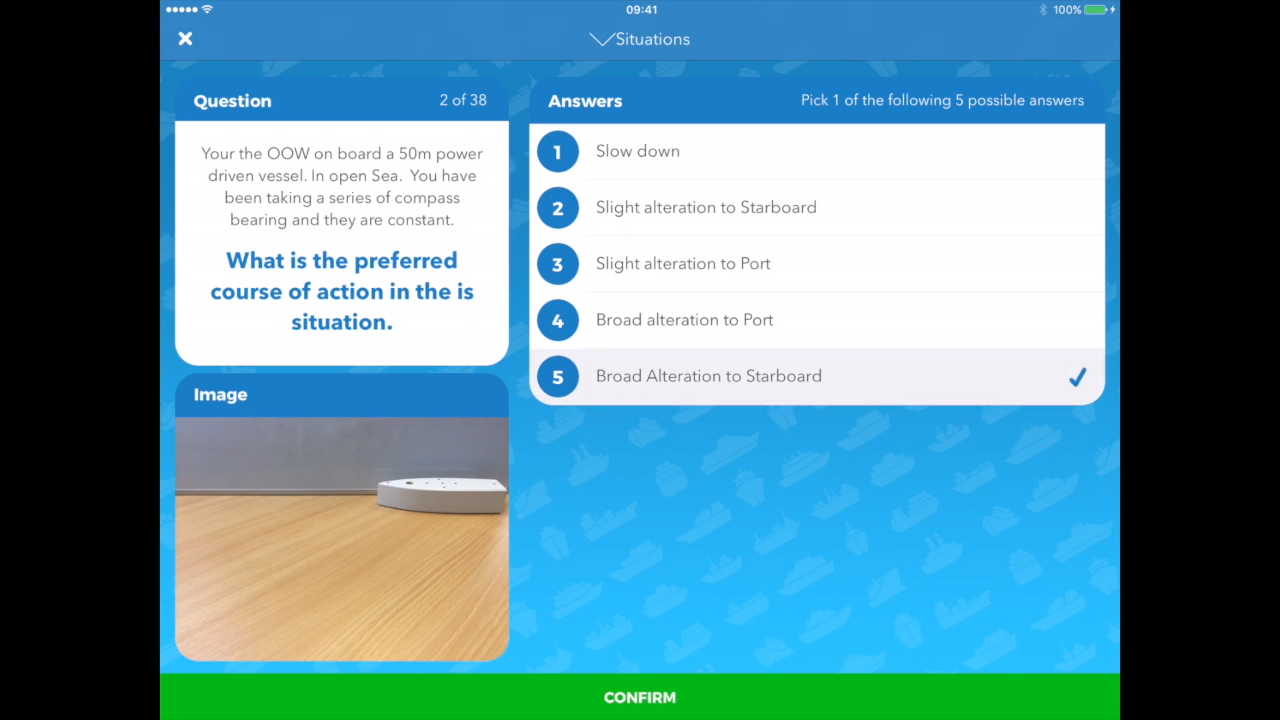 09:41
100%
Situations
Question
2 of 38
Your the OOW on board a 50m power
driven vessel. In open Sea. You have
been taking a series of compass
bearing and they are constant.
What is the preferred
course of action in the is
situation.
Image
Answers
Pick 1 of the following 5 possible answers
1 Slow down
2 Slight alteration to Starboard
3 Slight alteration to Port
4 Broad alteration to Port
5 Broad Alteration to Starboard
CONFIRM